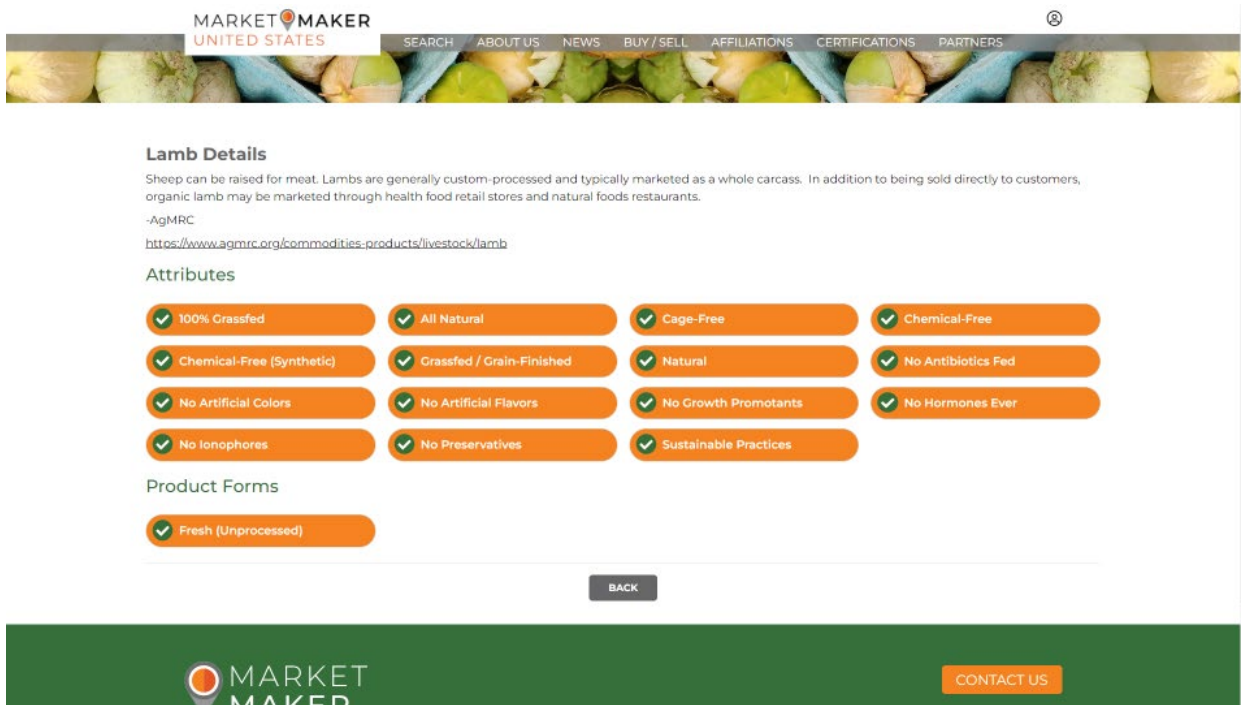 MARKET MAKER
UNITED STATES
SEARCH ABOUT US NEWS BUY / SELL AFFILIATIONS CERTIFICATIONS PARTNERS
Lamb Details
Sheep can be raised for meat. Lambs are generally custom-processed and typically marketed as a whole carcass. In addition to being sold directly to customers,
organic lamb may be marketed through health food retail stores and natural foods restaurants.
-AgMRC
https://www.agmrc.org/commodities-products/livestock/lamb
Attributes
100% Grassfed All Natural Cage-Free Chemical-Free
Chemical-Free (Synthetic) Grassfed / Grain-Finished Natural No Antibiotics Fed
No Artificial Colors No Artificial Flavors No Growth Promotants No Hormones Ever
No Ionophores No Preservatives Sustainable Practices
Product Forms
Fresh (Unprocessed)
BACK
MARKET
MAKER
CONTACT US